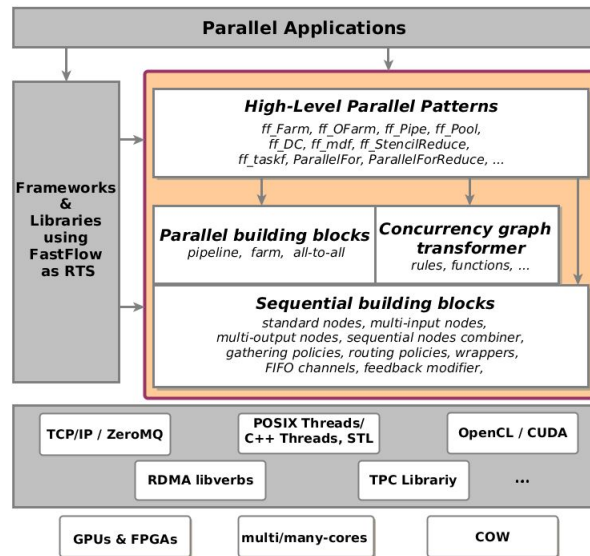 Parallel Applications
High-Level Parallel Patterns
ff_Farm, ff_OFarm, ff_Pipe, ff_Pool,
ff_DC, ff_mdf, ff_StencilReduce,
ff_taskf, ParallelFor, ParallelForReduce, ...
Frameworks
&
Libraries
using
FastFlow
as RTS
Parallel building blocks
pipeline, farm, all-to-all
Concurrency graph
transformer
rules, functions, ...
Sequential building blocks
standard nodes, multi-input nodes,
multi-output nodes, sequential nodes combiner,
gathering policies, routing policies, wrappers,
FIFO channels, feedback modifier,
TCP/IP / ZeroMQ
POSIX Threads/
C++ Threads, STL
OpenCL / CUDA
RDMA libverbs
TPC Librariy
...
GPUs & FPGAs
multi/many-cores
COW